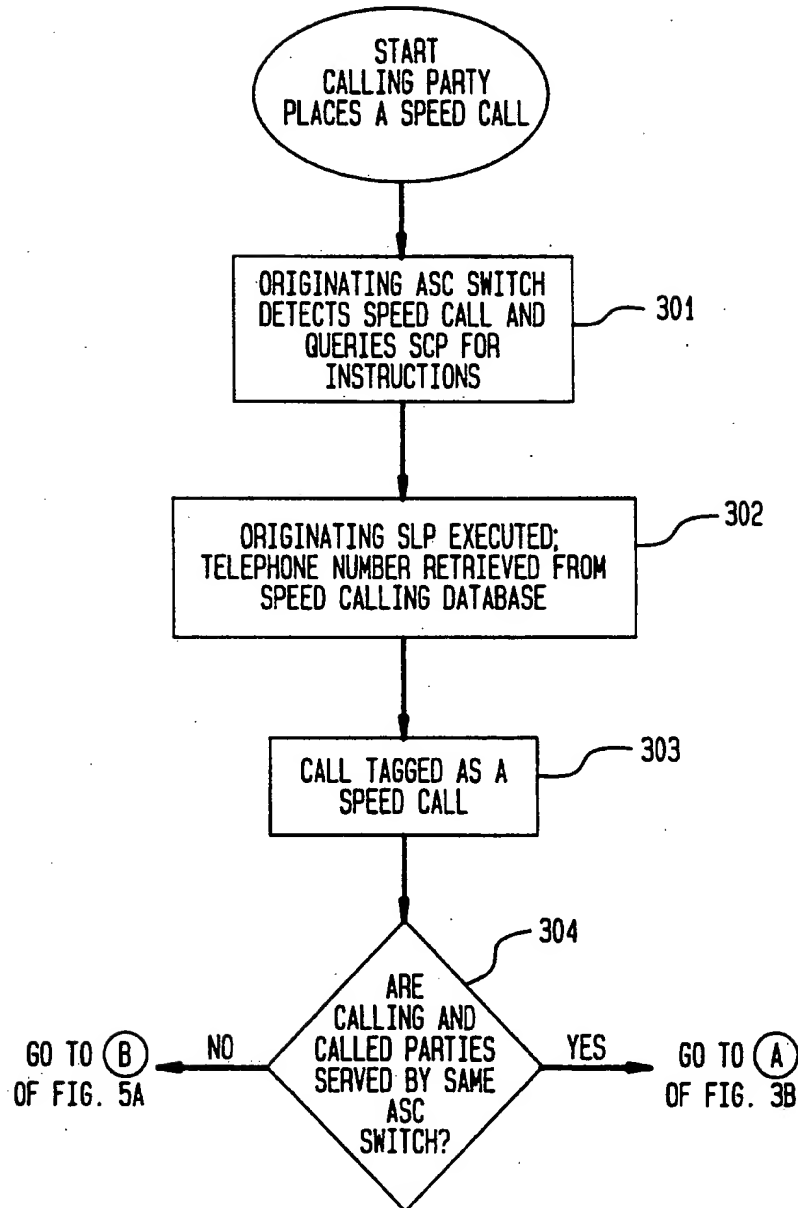 START
CALLING PARTY
PLACES A SPEED CALL
ORIGINATING ASC SWITCH
DETECTS SPEED CALL AND
QUERIES SCP FOR
INSTRUCTIONS
301
ORIGINATING SLP EXECUTED;
TELEPHONE NUMBER RETRIEVED FROM
SPEED CALLING DATABASE
302
CALL TAGGED AS A
SPEED CALL
303
304
ARE
CALLING AND
CALLED PARTIES
SERVED BY SAME
ASC
SWITCH?
NO
GO TO B
OF FIG. 5A
YES
GO TO A
OF FIG. 3B